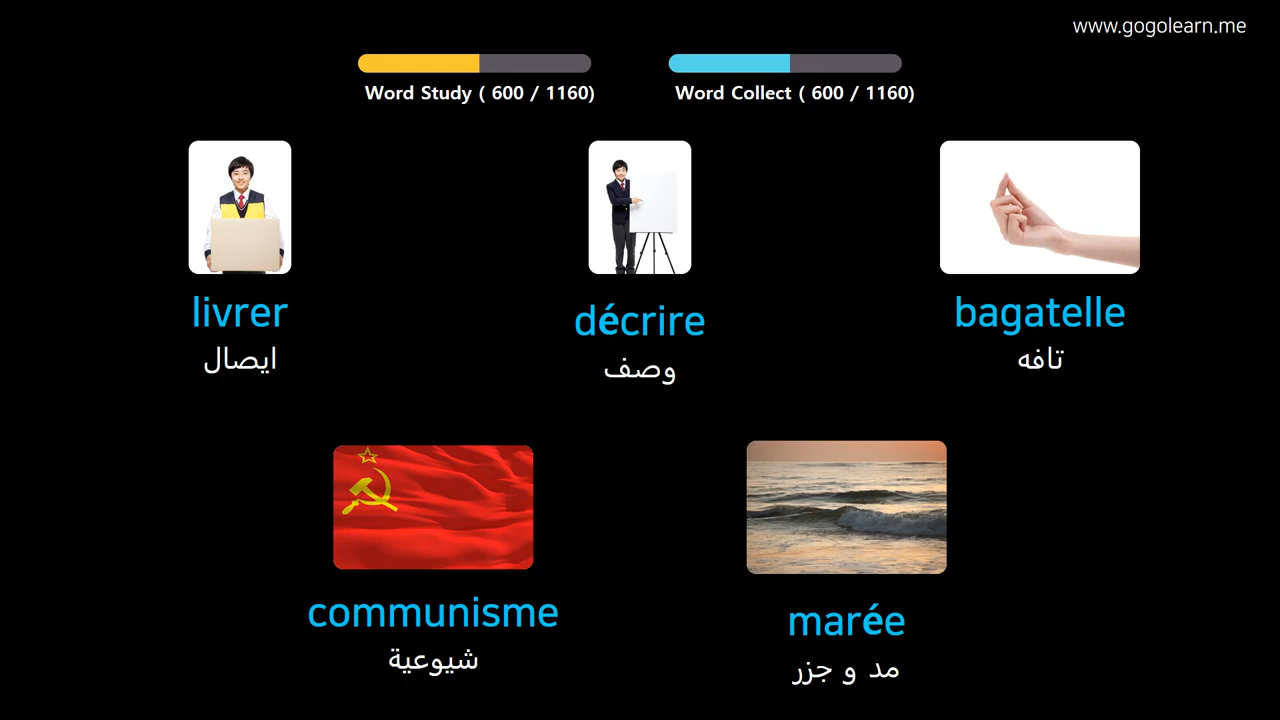 www.gogolearn.me
Word Study ( 600 / 1160)
Word Collect ( 600 / 1160)
livrer
ايصال
décrire
وصف
bagatelle
تافه
communisme
شيوعية
marée
مد و جزر